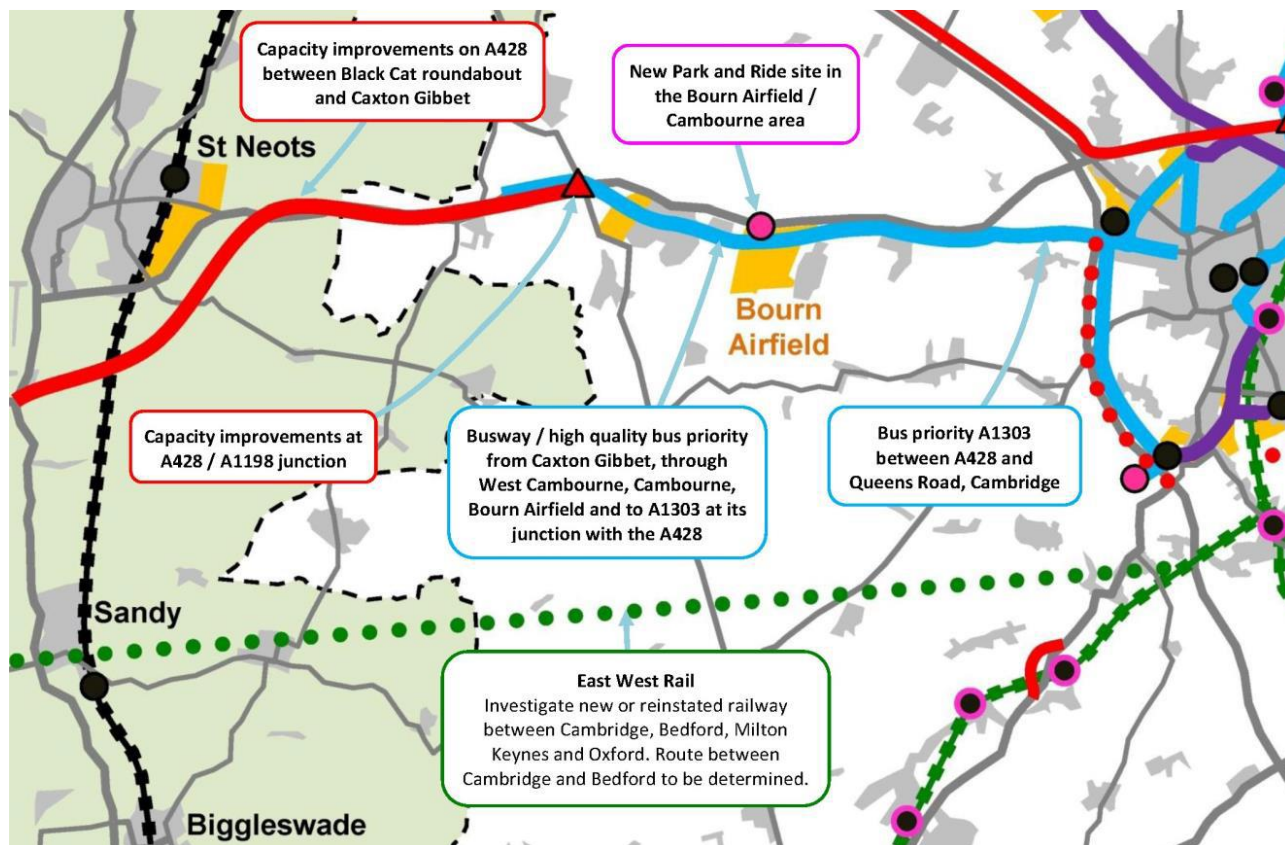 Capacity improvements on A428
between Black Cat roundabout
and Caxton Gibbet
New Park and Ride site in
the Bourn Airfield /
Cambourne area
St Neots
Bourn
Airfield
Capacity improvements at
A428 / A1198 junction
Busway / high quality bus priority
from Caxton Gibbet, through
West Cambourne, Cambourne,
Bourn Airfield and to A1303 at its
junction with the A428
Bus priority A1303
between A428 and
Queens Road, Cambridge
Sandy
East West Rail
Investigate new or reinstated railway
between Cambridge, Bedford, Milton
Keynes and Oxford. Route between
Cambridge and Bedford to be determined.
Biggleswade